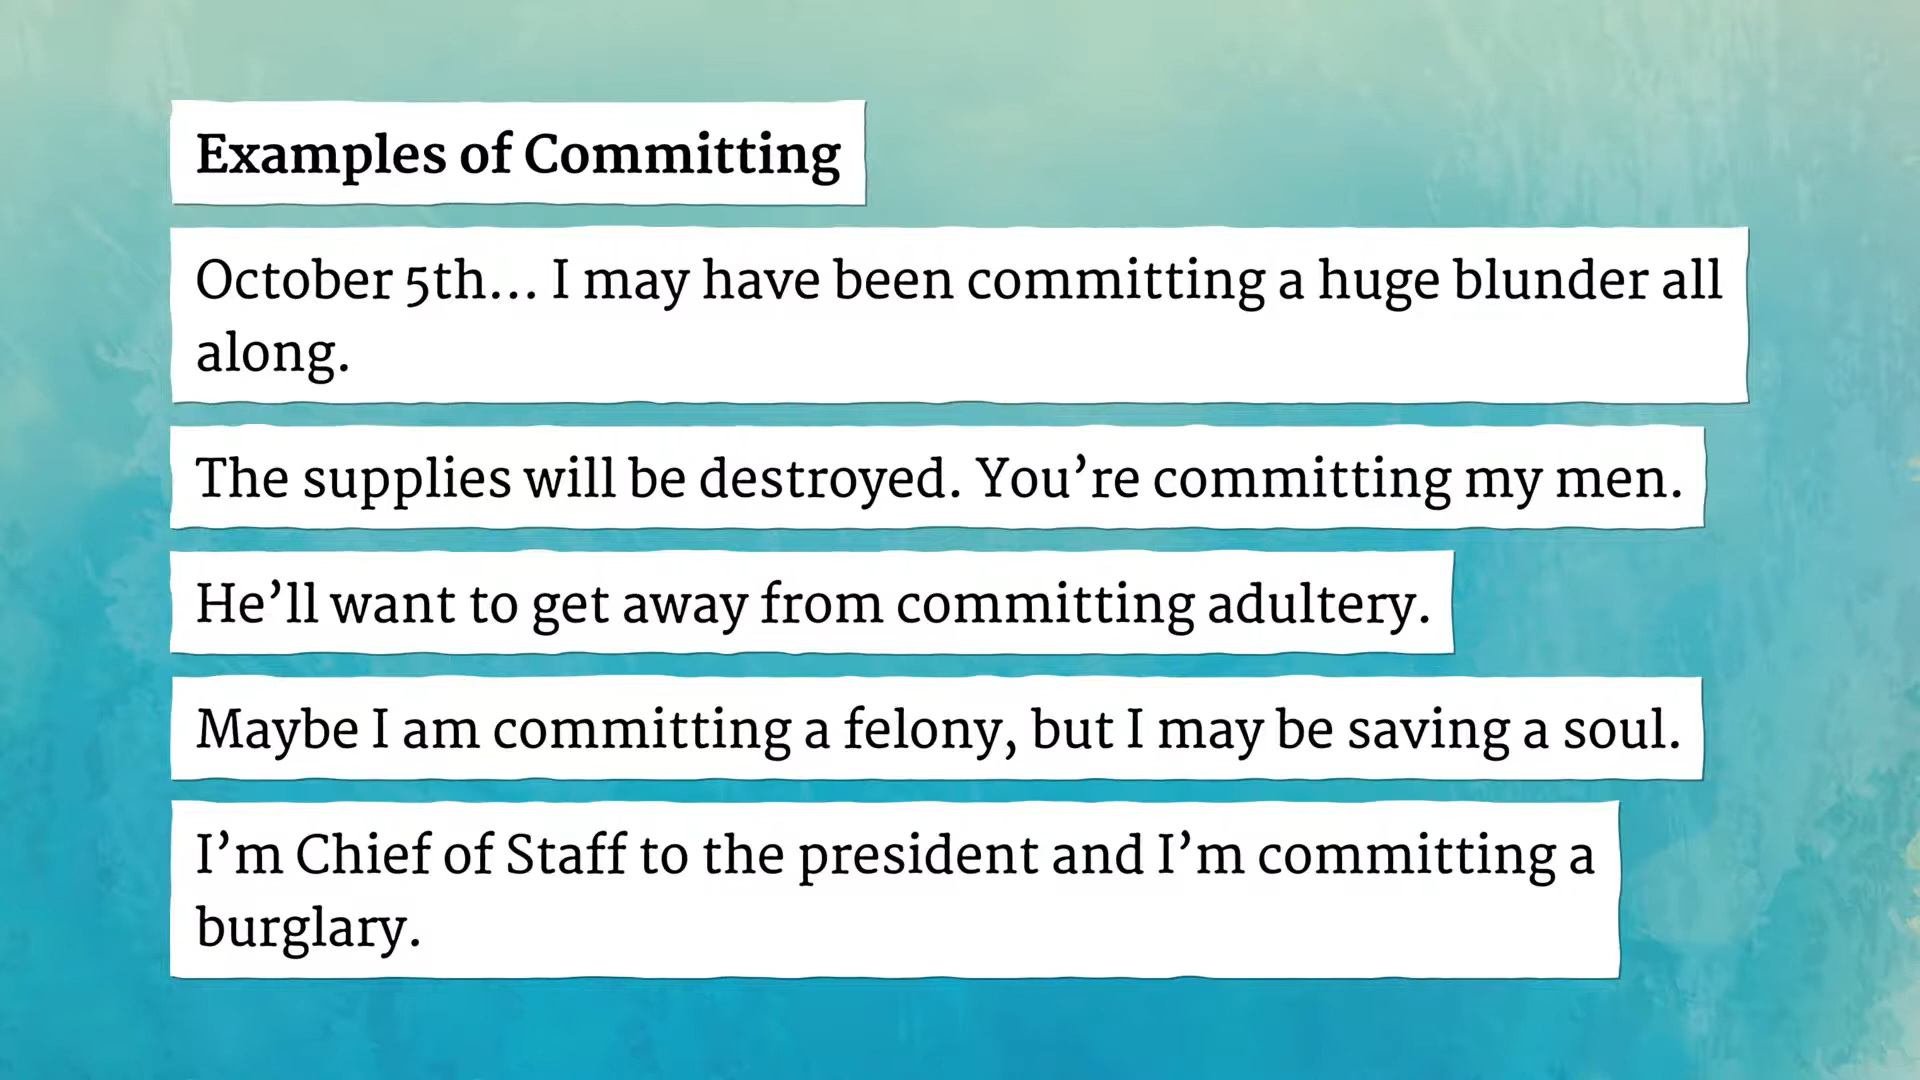 Examples of Committing
October 5th… I may have been committing a huge blunder all
along.
The supplies will be destroyed. You’re committing my men.
He’ll want to get away from committing adultery.
Maybe I am committing a felony, but I may be saving a soul.
I’m Chief of Staff to the president and I’m committing a
burglary.